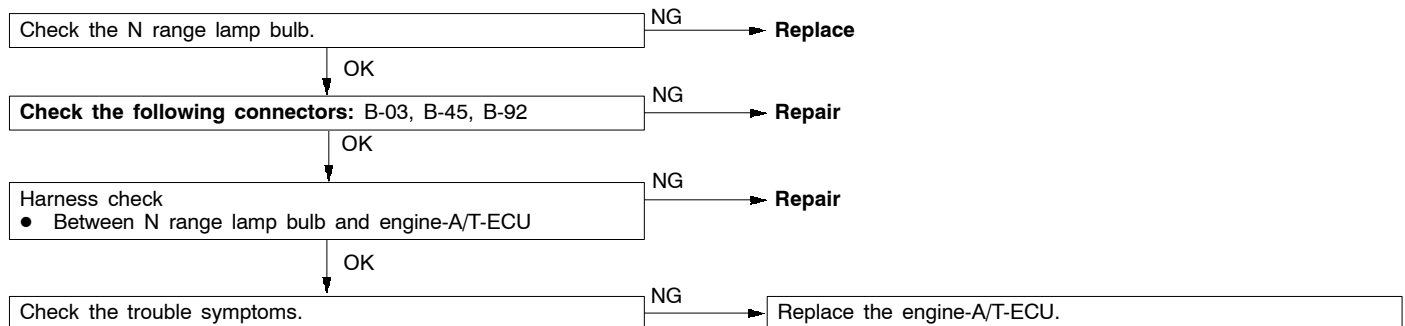 Check the N range lamp bulb.
NG
Replace
OK
Check the following connectors: B-03, B-45, B-92
NG
Repair
OK
Harness check
● Between N range lamp bulb and engine-A/T-ECU
NG
Repair
OK
Check the trouble symptoms.
NG
Replace the engine-A/T-ECU.